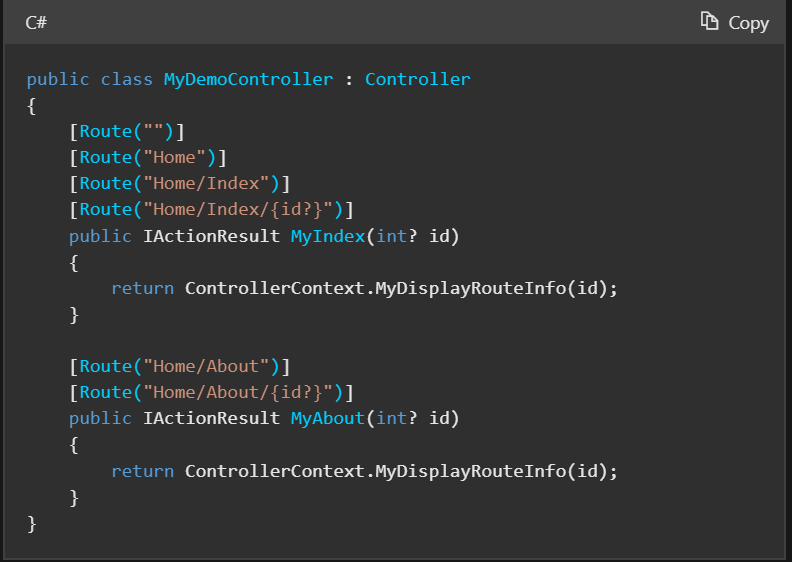 C#
Copy
public class MyDemoController : Controller
{
    [Route("")]
    [Route("Home")]
    [Route("Home/Index")]
    [Route("Home/Index/{id?}")]
    public IActionResult MyIndex(int? id)
    {
        return ControllerContext.MyDisplayRouteInfo(id);
    }

    [Route("Home/About")]
    [Route("Home/About/{id?}")]
    public IActionResult MyAbout(int? id)
    {
        return ControllerContext.MyDisplayRouteInfo(id);
    }
}